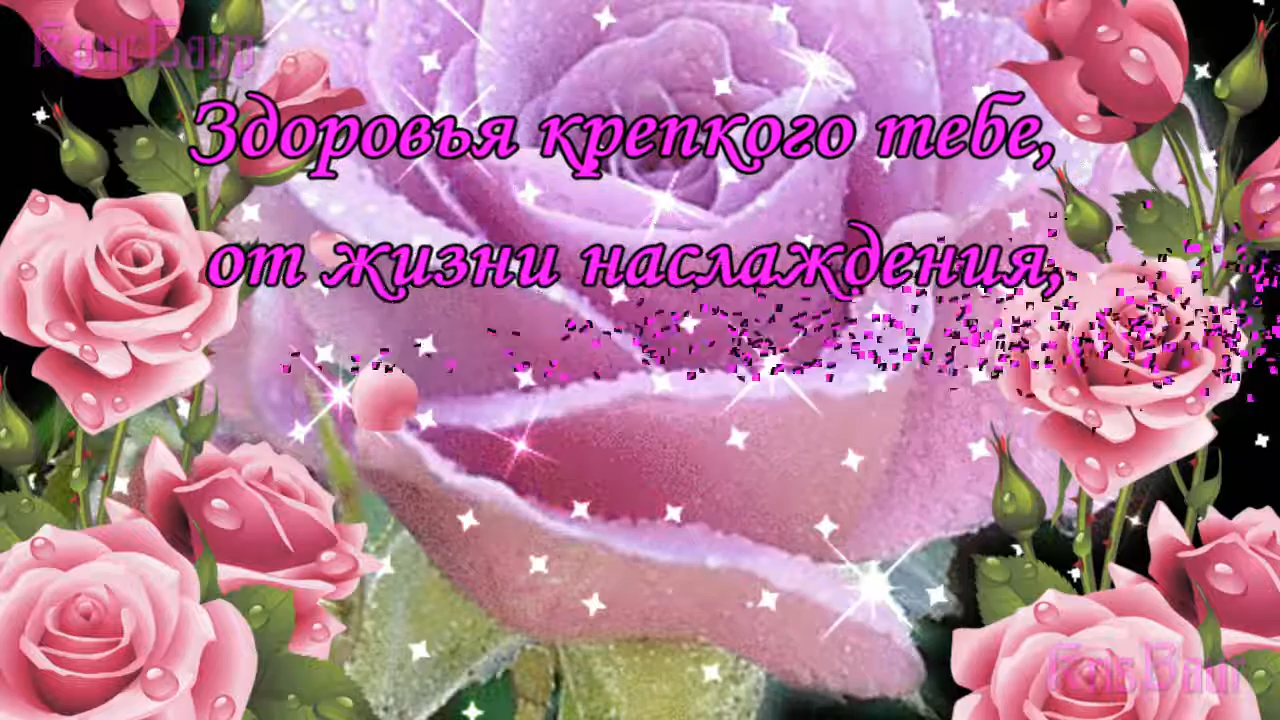 Здоровья крепкого тебе,
от жизни наслаждения,